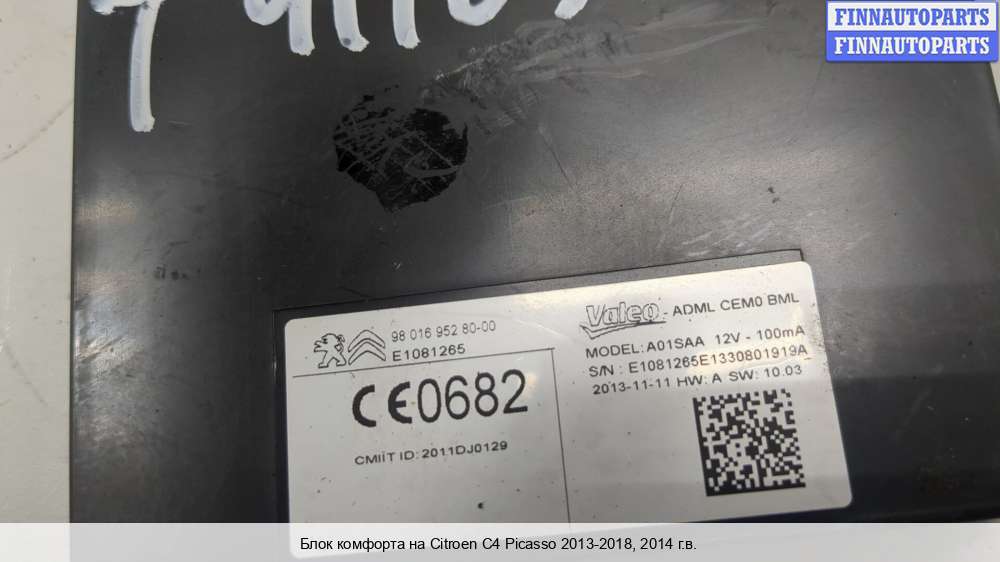 FINNAUTOPARTS
FINNAUTOPARTS
98 016 952 80-00
E1081265
CE0682
CMIIT ID: 2011DJ0129
Valeo - ADML CEM0 BML
MODEL: A01SAA 12V - 100mA
S/N : E1081265E1330801919A
2013-11-11 HW: A SW: 10.03
Блок комфорта на Citroen C4 Picasso 2013-2018, 2014 г.в.